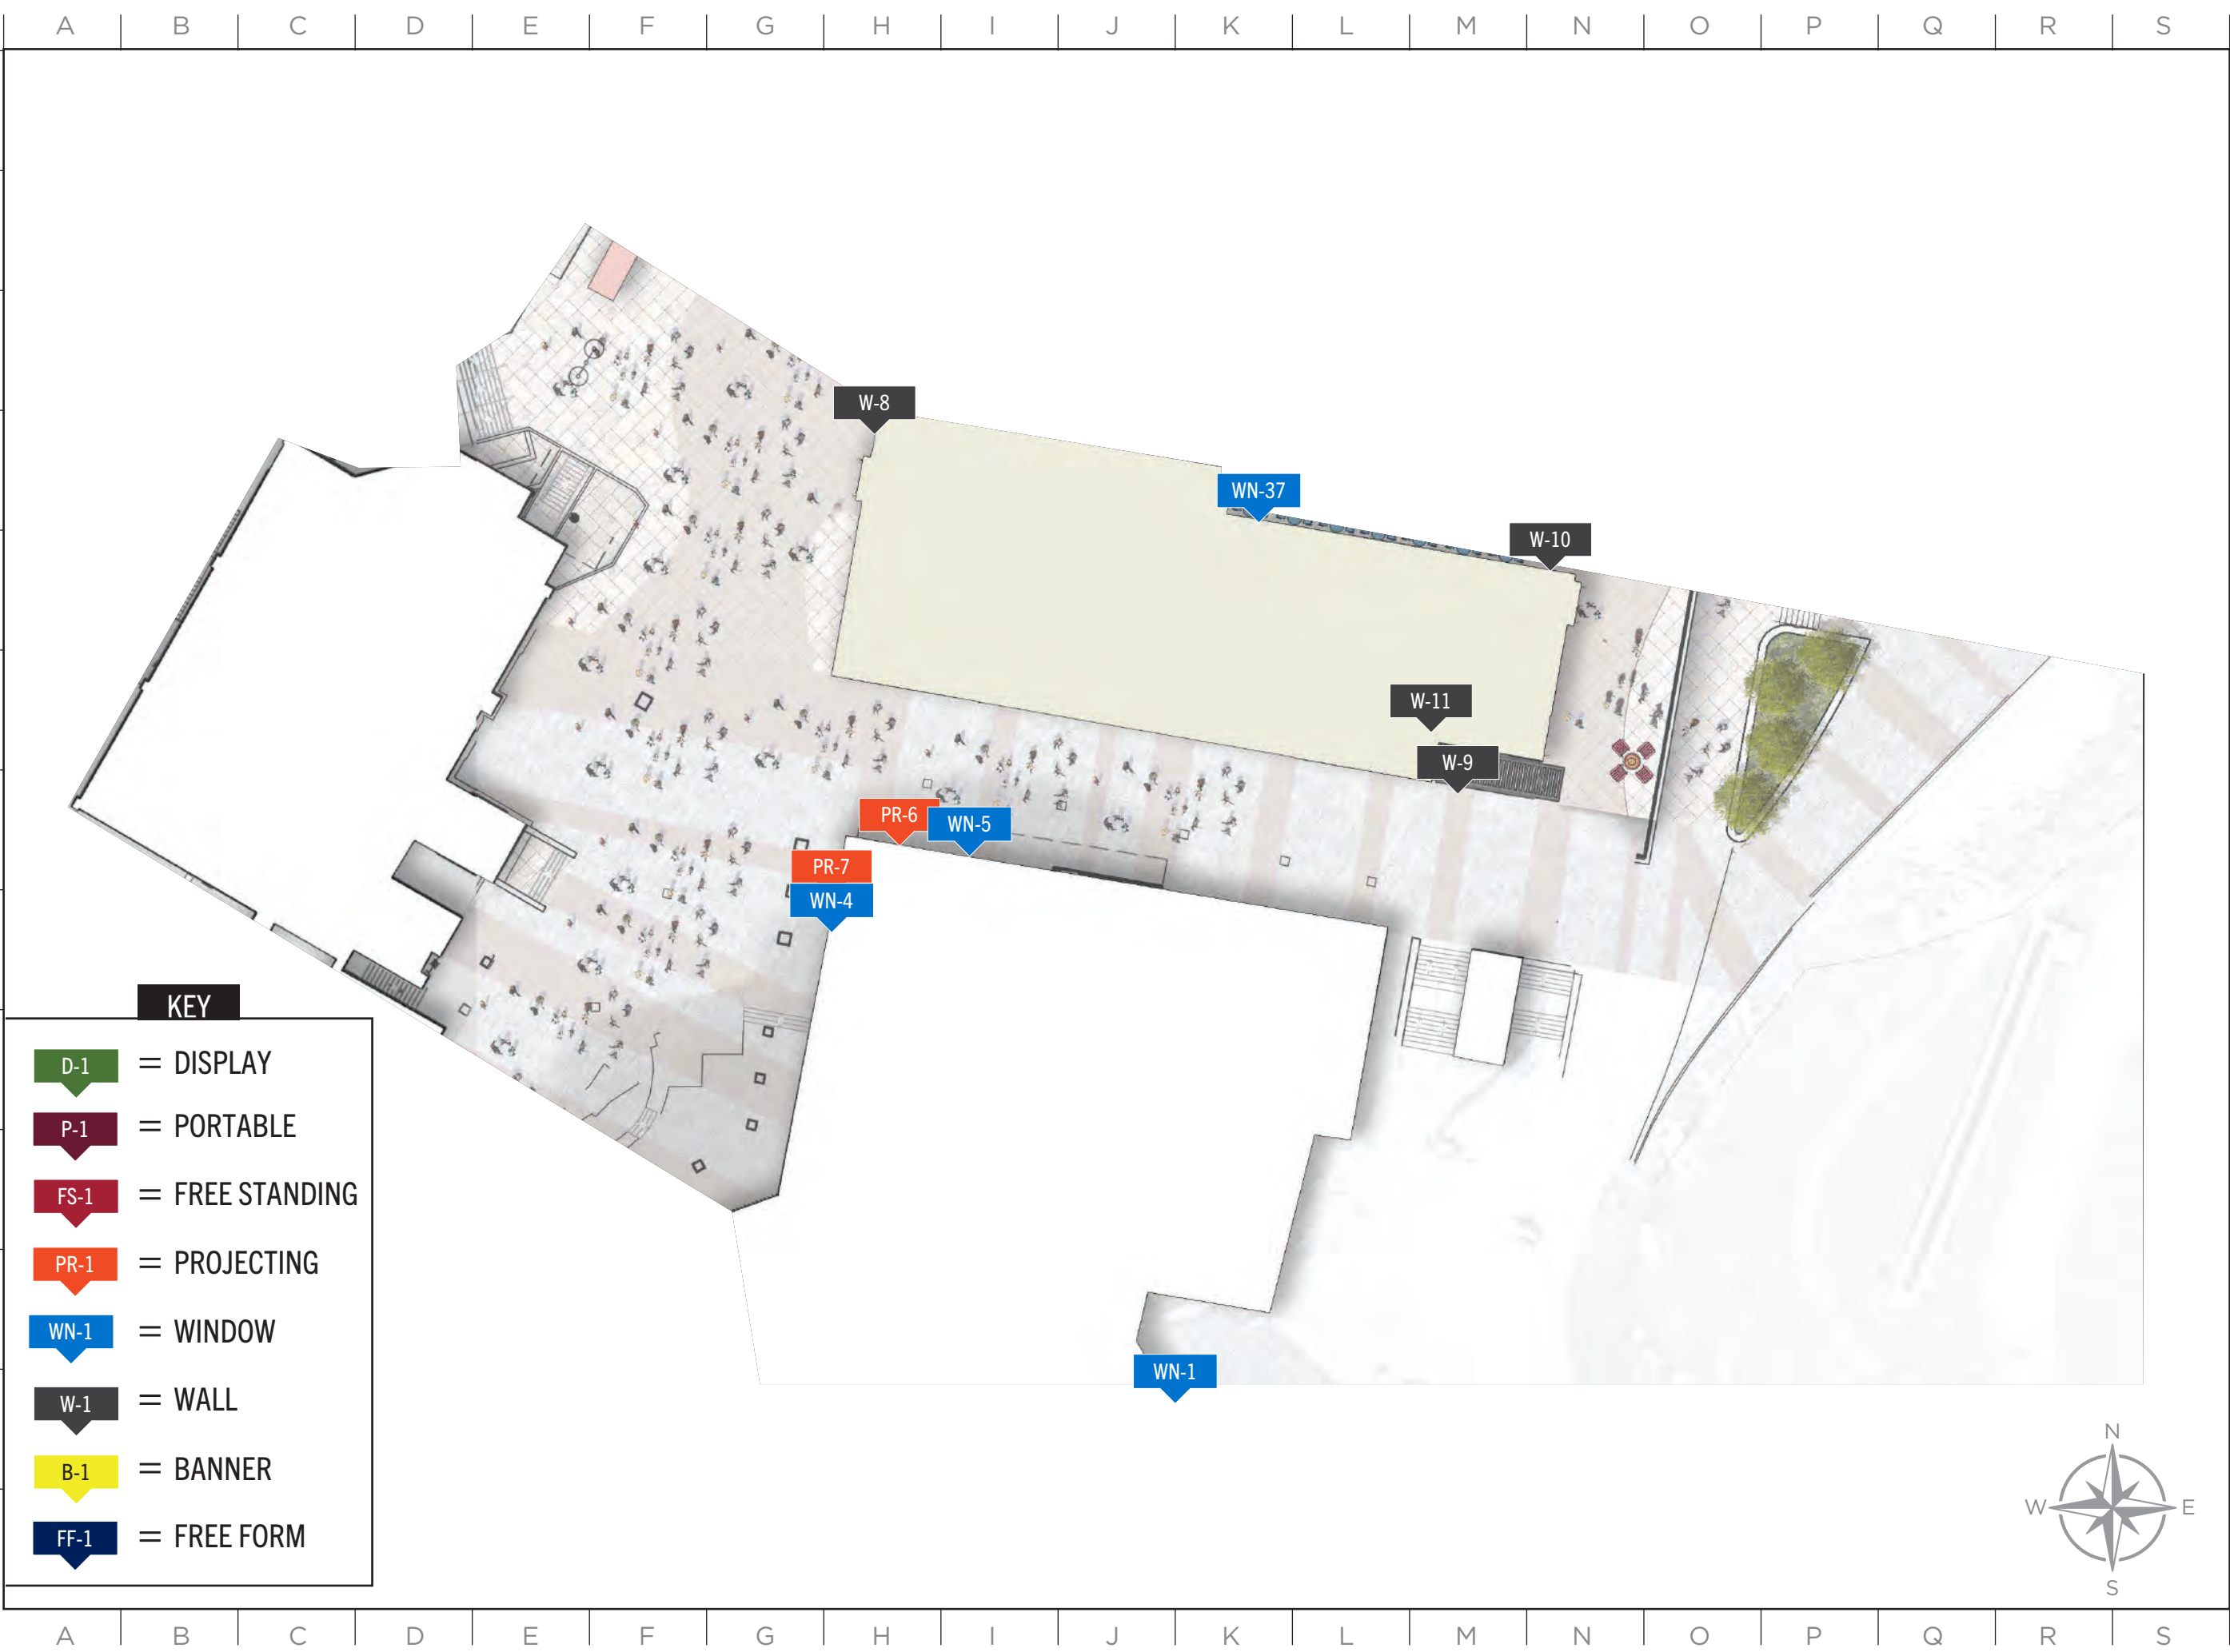 A B C D E F G H I J K L M N O P Q R S
W-8
WN-37
W-10
W-11
W-9
PR-6
WN-5
PR-7
WN-4
KEY
D-1 = DISPLAY
P-1 = PORTABLE
FS-1 = FREE STANDING
PR-1 = PROJECTING
WN-1 = WINDOW
W-1 = WALL
B-1 = BANNER
FF-1 = FREE FORM
WN-1
N
W E
S
A B C D E F G H I J K L M N O P Q R S